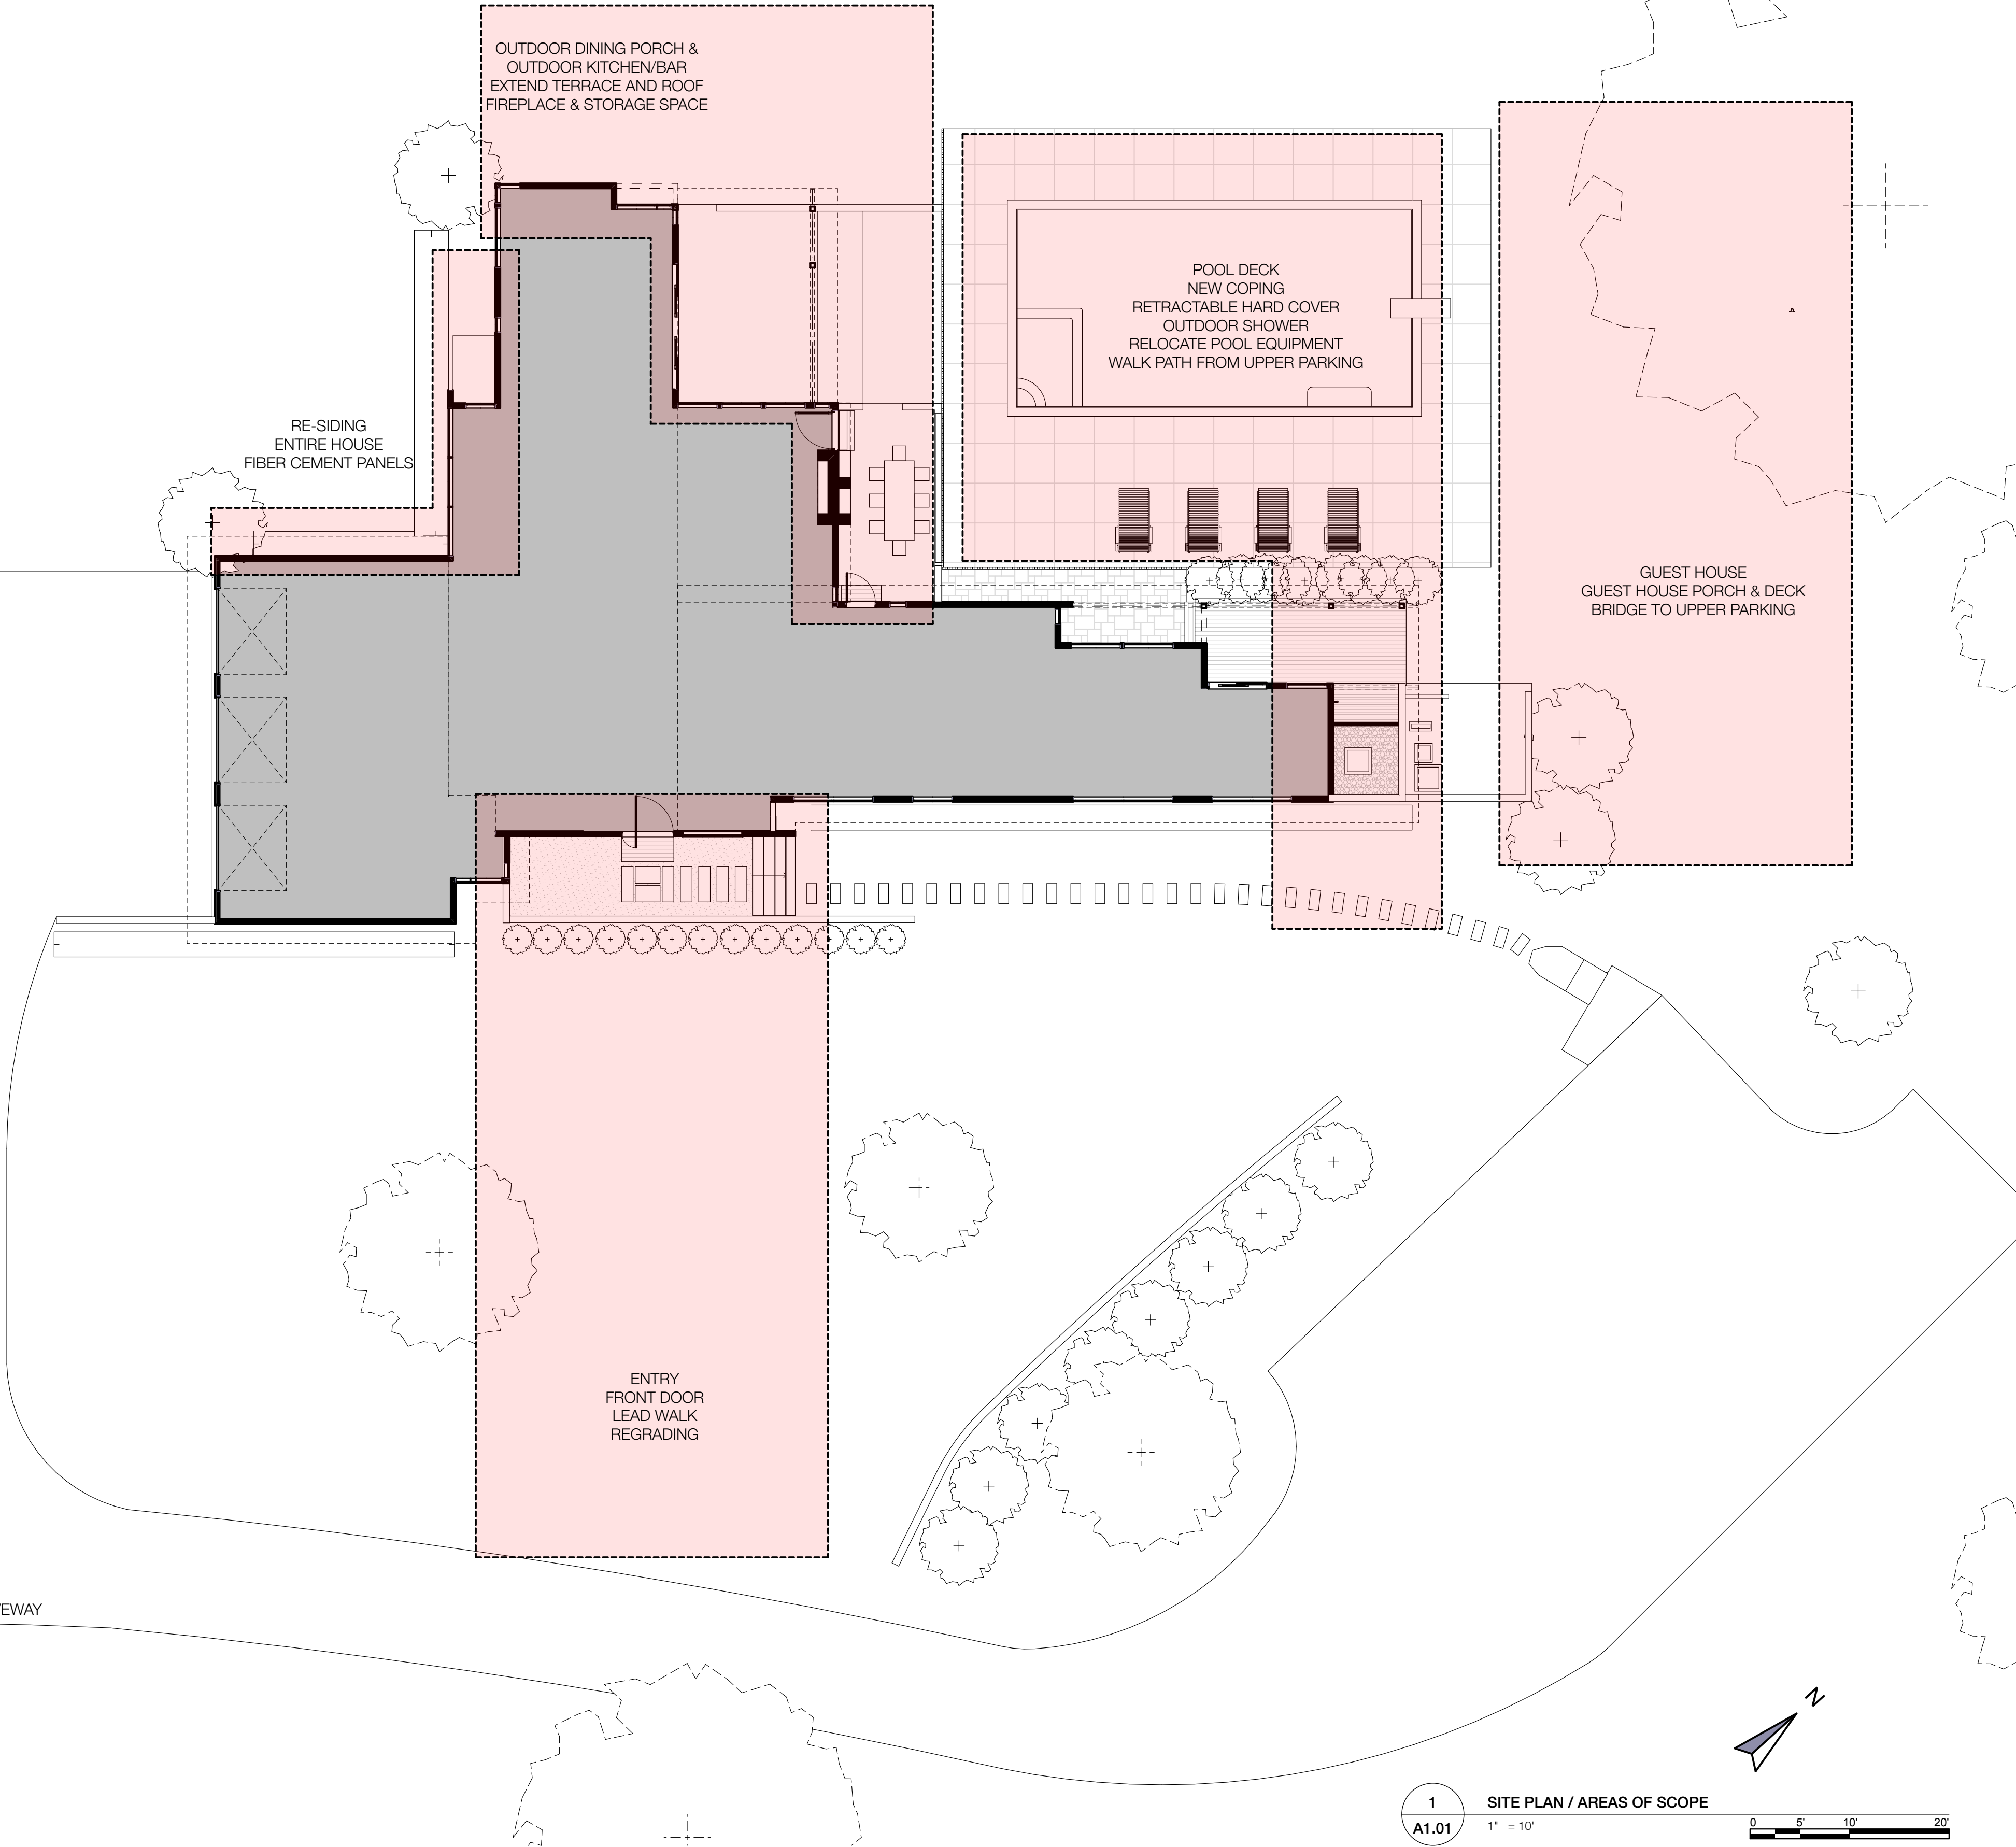 OUTDOOR DINING PORCH &
OUTDOOR KITCHEN/BAR
EXTEND TERRACE AND ROOF
FIREPLACE & STORAGE SPACE
POOL DECK
NEW COPING
RETRACTABLE HARD COVER
OUTDOOR SHOWER
RELOCATE POOL EQUIPMENT
WALK PATH FROM UPPER PARKING
RE-SIDING
ENTIRE HOUSE
FIBER CEMENT PANELS
GUEST HOUSE
GUEST HOUSE PORCH & DECK
BRIDGE TO UPPER PARKING
ENTRY
FRONT DOOR
LEAD WALK
REGRADING
EWAY
N
1
A1.01
SITE PLAN / AREAS OF SCOPE
1" = 10'
0 5' 10' 20'